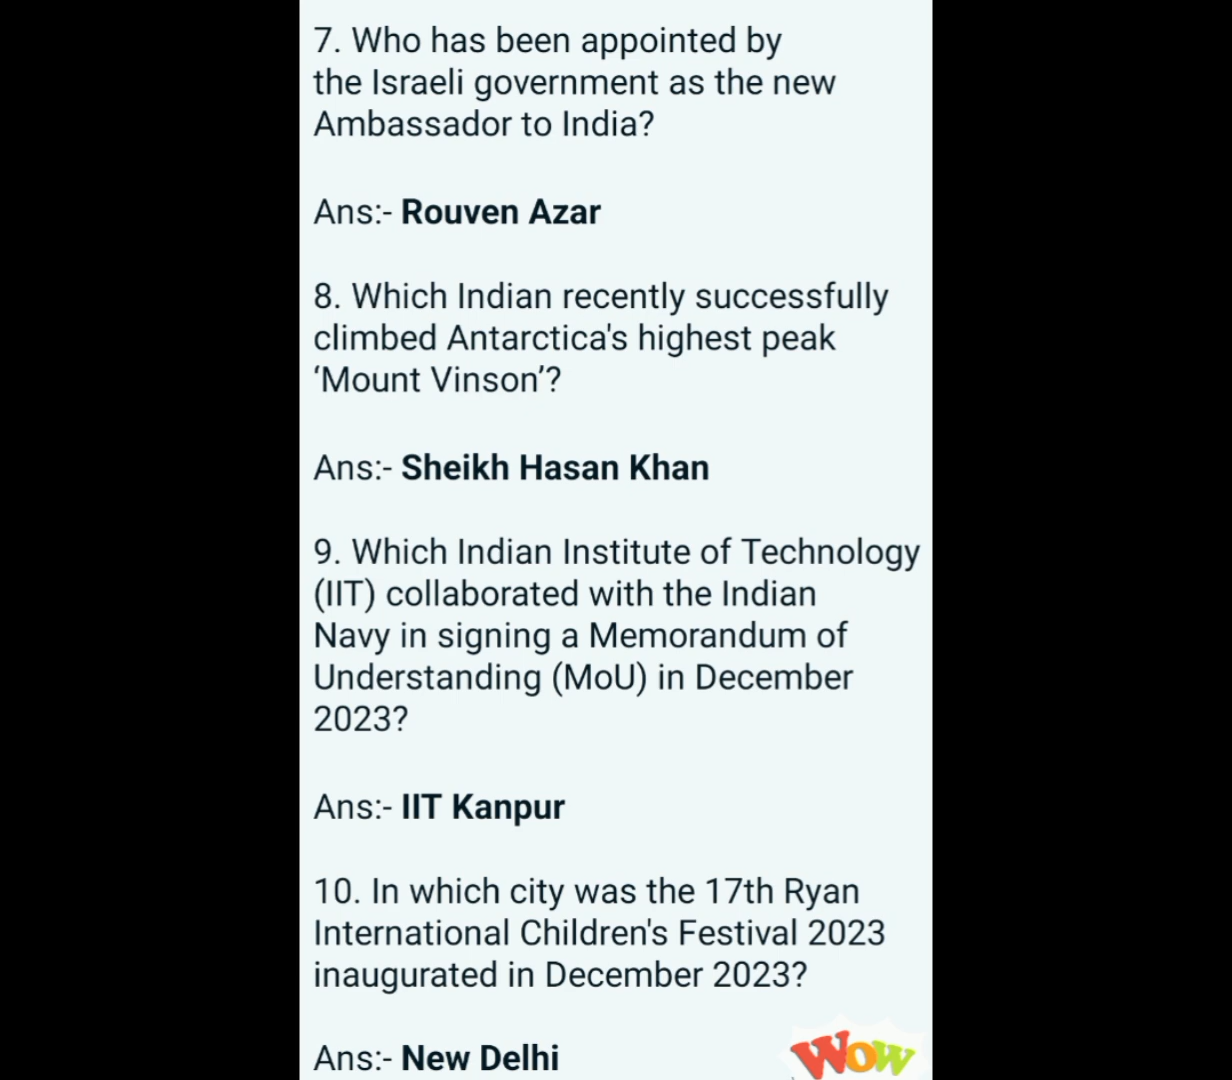 7. Who has been appointed by
the Israeli government as the new
Ambassador to India?
Ans:- Rouven Azar
8. Which Indian recently successfully
climbed Antarctica's highest peak
‘Mount Vinson’?
Ans:- Sheikh Hasan Khan
9. Which Indian Institute of Technology
(IIT) collaborated with the Indian
Navy in signing a Memorandum of
Understanding (MoU) in December
2023?
Ans:- IIT Kanpur
10. In which city was the 17th Ryan
International Children's Festival 2023
inaugurated in December 2023?
Ans:- New Delhi
WOW